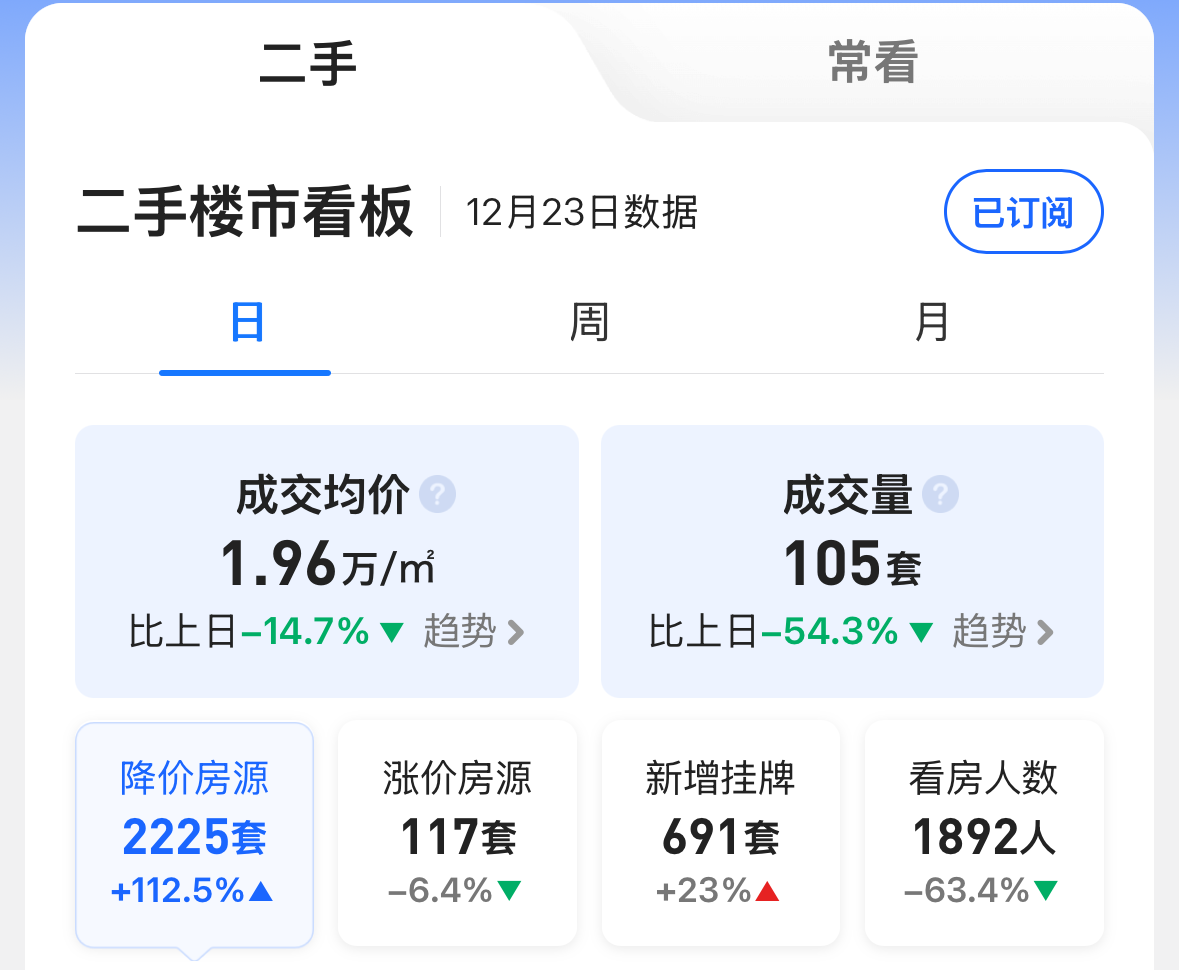 二手
常看
二手楼市看板
12月23日数据
已订阅
日
周
月
成交均价 ?
1.96万/㎡
比上日-14.7%▼ 趋势 >
成交量 ?
105套
比上日-54.3%▼ 趋势 >
降价房源
2225套
+112.5%▲
涨价房源
117套
-6.4%▼
新增挂牌
691套
+23%▲
看房人数
1892人
-63.4%▼